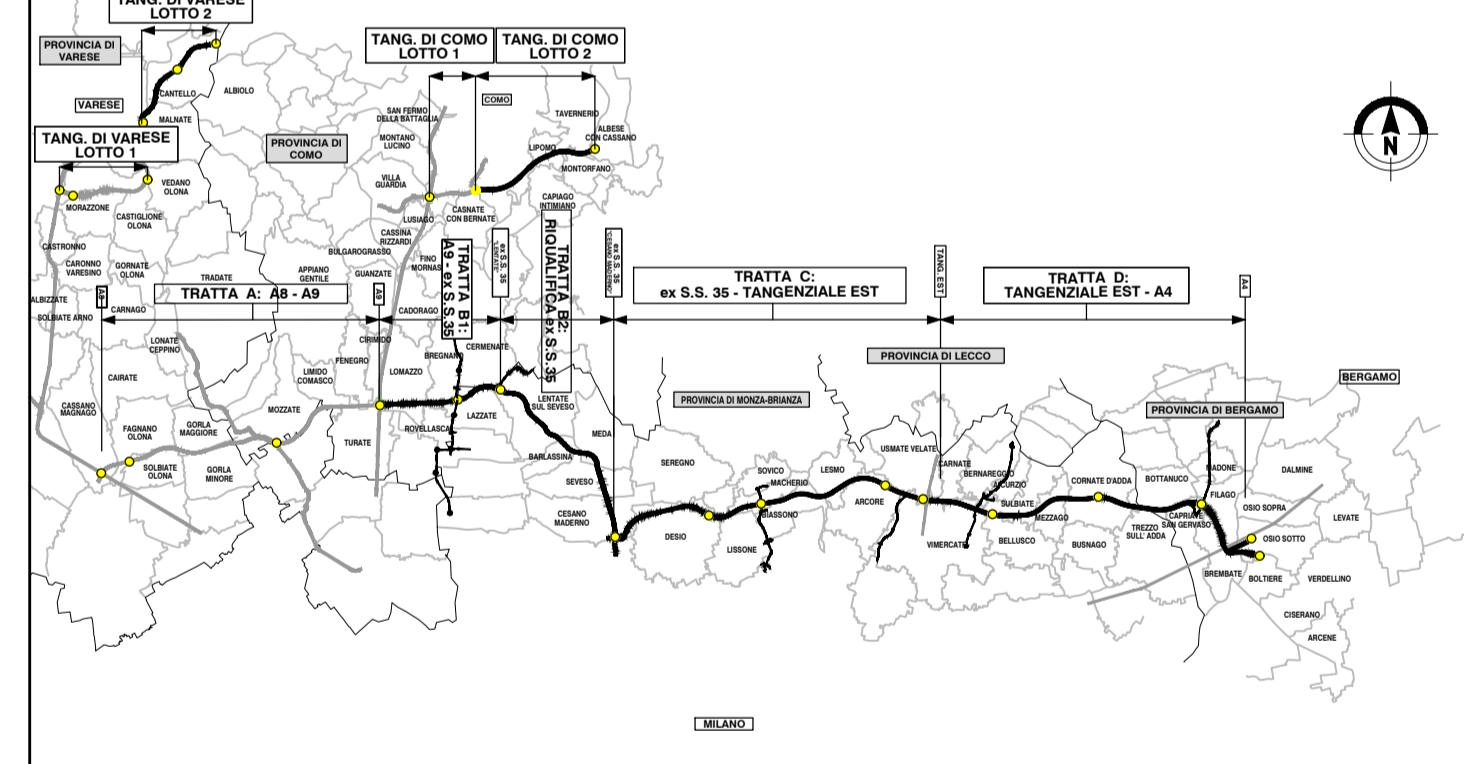 TANG. DI VARESE
LOTTO 2
PROVINCIA DI
VARESE
CANTELLO
ALBIOLO
VARESE
MALNATE
TANG. DI VARESE
LOTTO 1
VEDANO
OLONA
MORAZZONE
CASTIGLIONE
OLONA
PROVINCIA DI
COMO
TANG. DI COMO
LOTTO 1
TANG. DI COMO
LOTTO 2
COMO
SAN FERMO
DELLA BATTAGLIA
MONTANO
LUCINO
VILLA
GUARDIA
TAVERNERIO
ALBESE
CON CASSANO
LIPOMO
MONTORFANO
CAPIAGO
INTIMIANO
LUSIAGO
CASNATE
CON BERNATE
CASSINA
RIZZARDI
BULGAROGRASSO
FINO
MORNAS
GUANZATE
APPIANO
GENTILE
CASTRONNO
CARONNO
VARESINO
GORNATE
OLONA
TRADATE
ALBIZZATE
SOLBIATE ARNO
CARNAGO
A8
TRATTA A: A8 - A9
A9
CADORAGO
TRATTA B1:
A9 - ex S.S.35
ex S.S. 35
"LENTATE"
TRATTA B2:
RIQUALIFICA ex S.S.35
ex S.S. 35
"CESANO MADERNO"
TRATTA C:
ex S.S. 35 - TANGENZIALE EST
TANG. EST
TRATTA D:
TANGENZIALE EST - A4
A4
N
LONATE
CEPPINO
CIRIMIDO
FENEGRO
BREGNANO
CERMENATE
LIMIDO
COMASCO
LOMAZZO
CAIRATE
CASSANO
MAGNAGO
MOZZATE
LAZZATE
LENTATE
SUL SEVESO
FAGNANO
OLONA
GORLA
MAGGIORE
TURATE
ROVELLASCA
MEDA
SOLBIATE
OLONA
GORLA
MINORE
BARLASSINA
SEVESO
CESANO
MADERNO
PROVINCIA DI LECCO
PROVINCIA DI MONZA-BRIANZA
BERGAMO
PROVINCIA DI BERGAMO
SEREGNO
SOVICO
MACHERIO
LESMO
USMATE VELATE
CARNATE
BERNAREGGIO
AICURZIO
CORNATE D'ADDA
BOTTANUCO
MADONE
DALMINE
FILAGO
BIASSONO
ARCORE
SULBIATE
MEZZAGO
CAPRIATE
SAN GERVASO
OSIO SOPRA
LEVATE
DESIO
LISSONE
VIMERCATE
BELLUSCO
BUSNAGO
TREZZO
SULL' ADDA
OSIO SOTTO
BREMBATE
BOLTIERE
VERDELLINO
CISERANO
ARCENE
MILANO